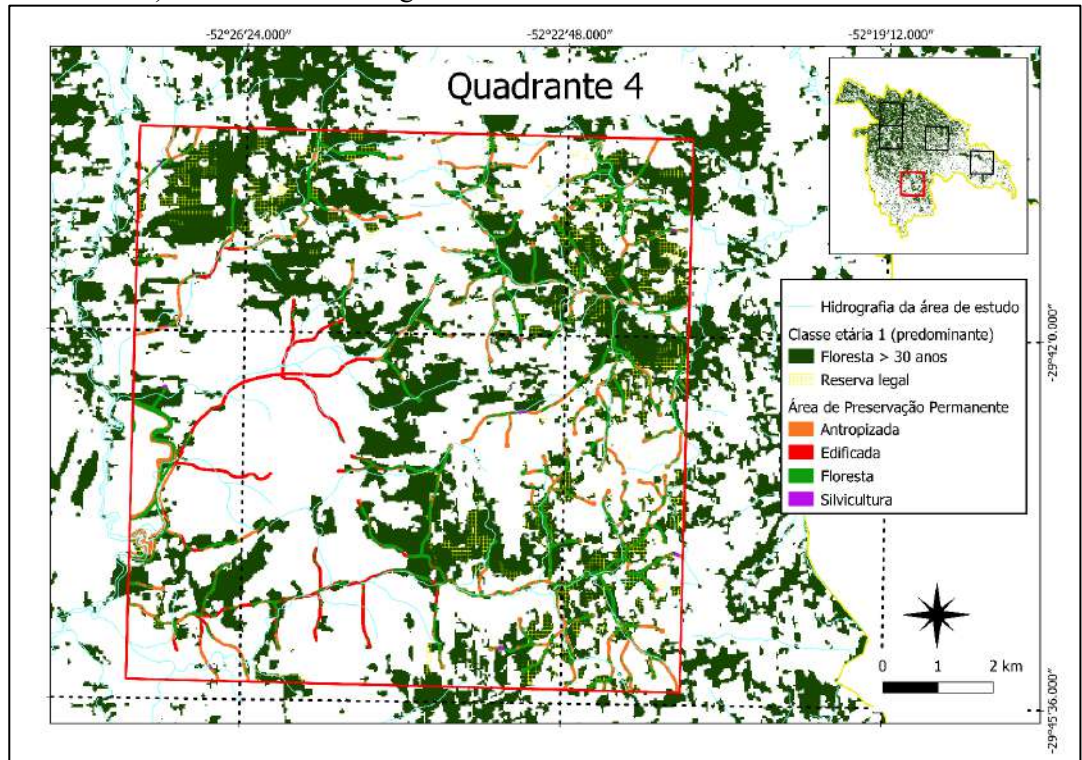 -52°26'24.000"
-52°22'48.000"
-52°19'12.000"
Quadrante 4
Hidrografia da área de estudo
Classe etária 1 (predominante)
Floresta > 30 anos
Reserva legal
Área de Preservação Permanente
Antropizada
Edificada
Floresta
Silvicultura
-29°42'0.000"
0 1 2 km
-29°45'36.000"